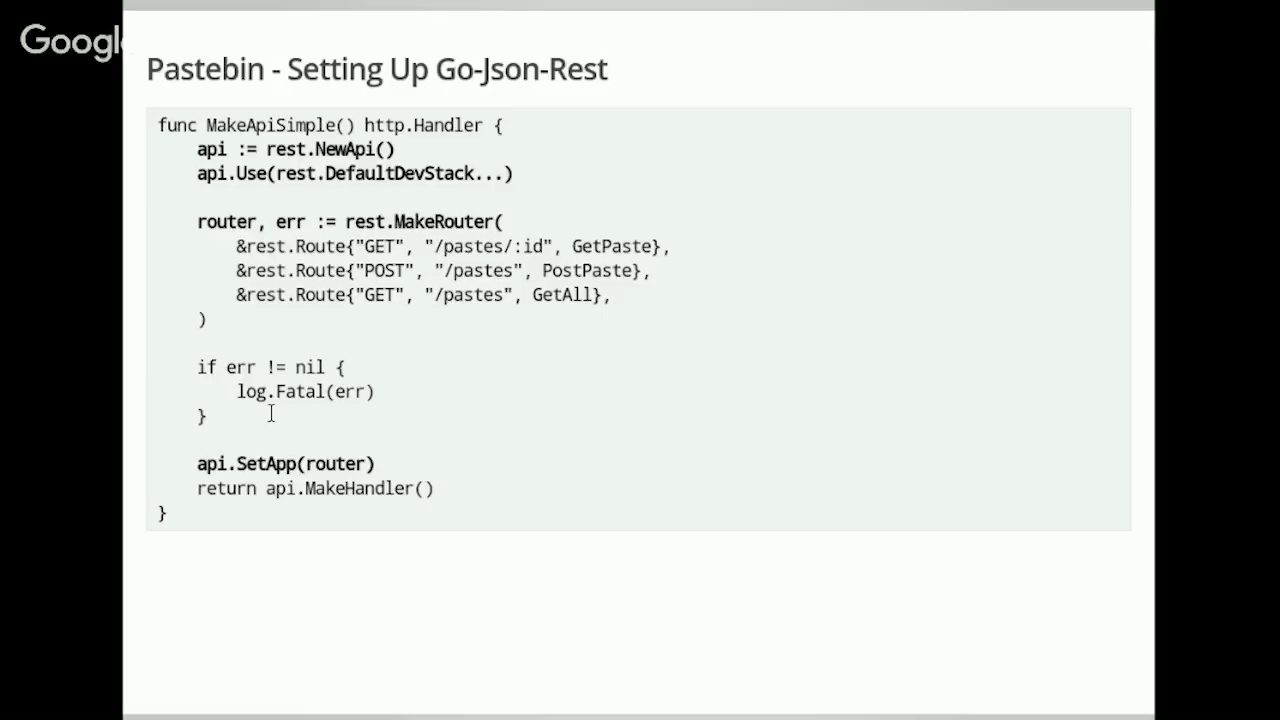 Google
Pastebin - Setting Up Go-Json-Rest
func MakeApiSimple() http.Handler {
    api := rest.NewApi()
    api.Use(rest.DefaultDevStack...)
    router, err := rest.MakeRouter(
        &rest.Route{"GET", "/pastes/:id", GetPaste},
        &rest.Route{"POST", "/pastes", PostPaste},
        &rest.Route{"GET", "/pastes", GetAll},
    )
    if err != nil {
        log.Fatal(err)
    }
    api.SetApp(router)
    return api.MakeHandler()
}